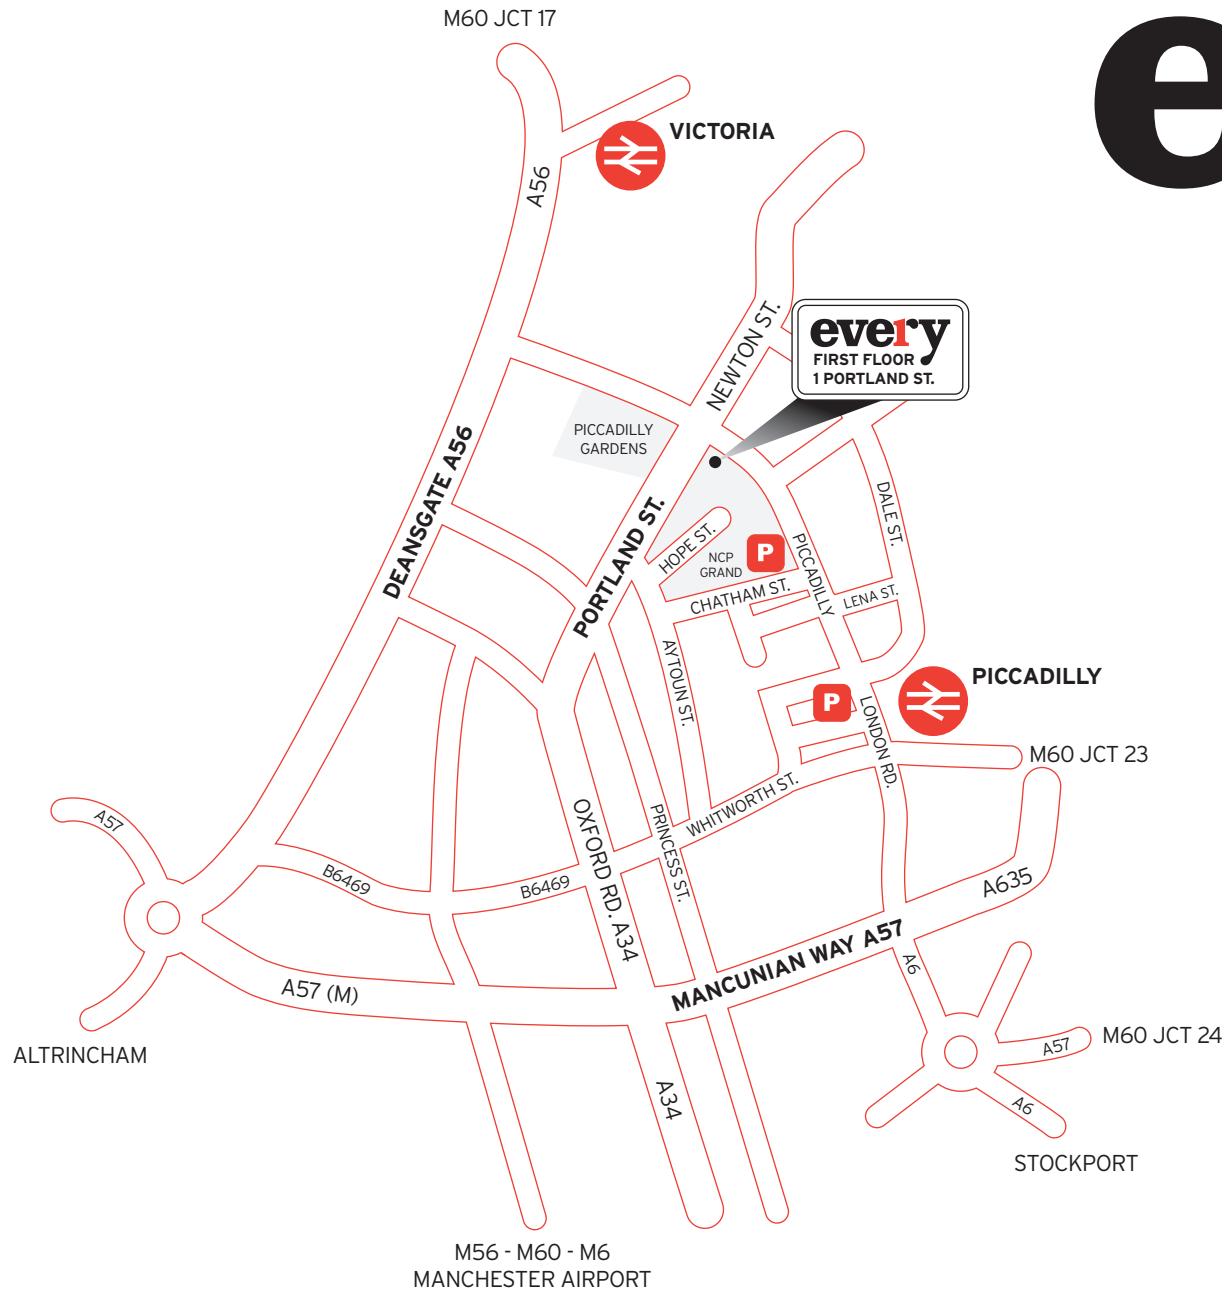 M60 JCT 17
e
VICTORIA
A56
NEWTON ST.
every
FIRST FLOOR
1 PORTLAND ST.
PICCADILLY
GARDENS
DEANSGATE A56
PORTLAND ST.
HOPE ST.
NCP
GRAND
P
PICCADILLY
DALE ST.
CHATHAM ST.
LENA ST.
AYTOUN ST.
P
PICCADILLY
LONDON RD.
M60 JCT 23
WHITWORTH ST.
A57
OXFORD RD. A34
PRINCESS ST.
B6469
B6469
A635
MANCUNIAN WAY A57
A57 (M)
A6
ALTRINCHAM
A57
M60 JCT 24
A34
A6
STOCKPORT
M56 - M60 - M6
MANCHESTER AIRPORT